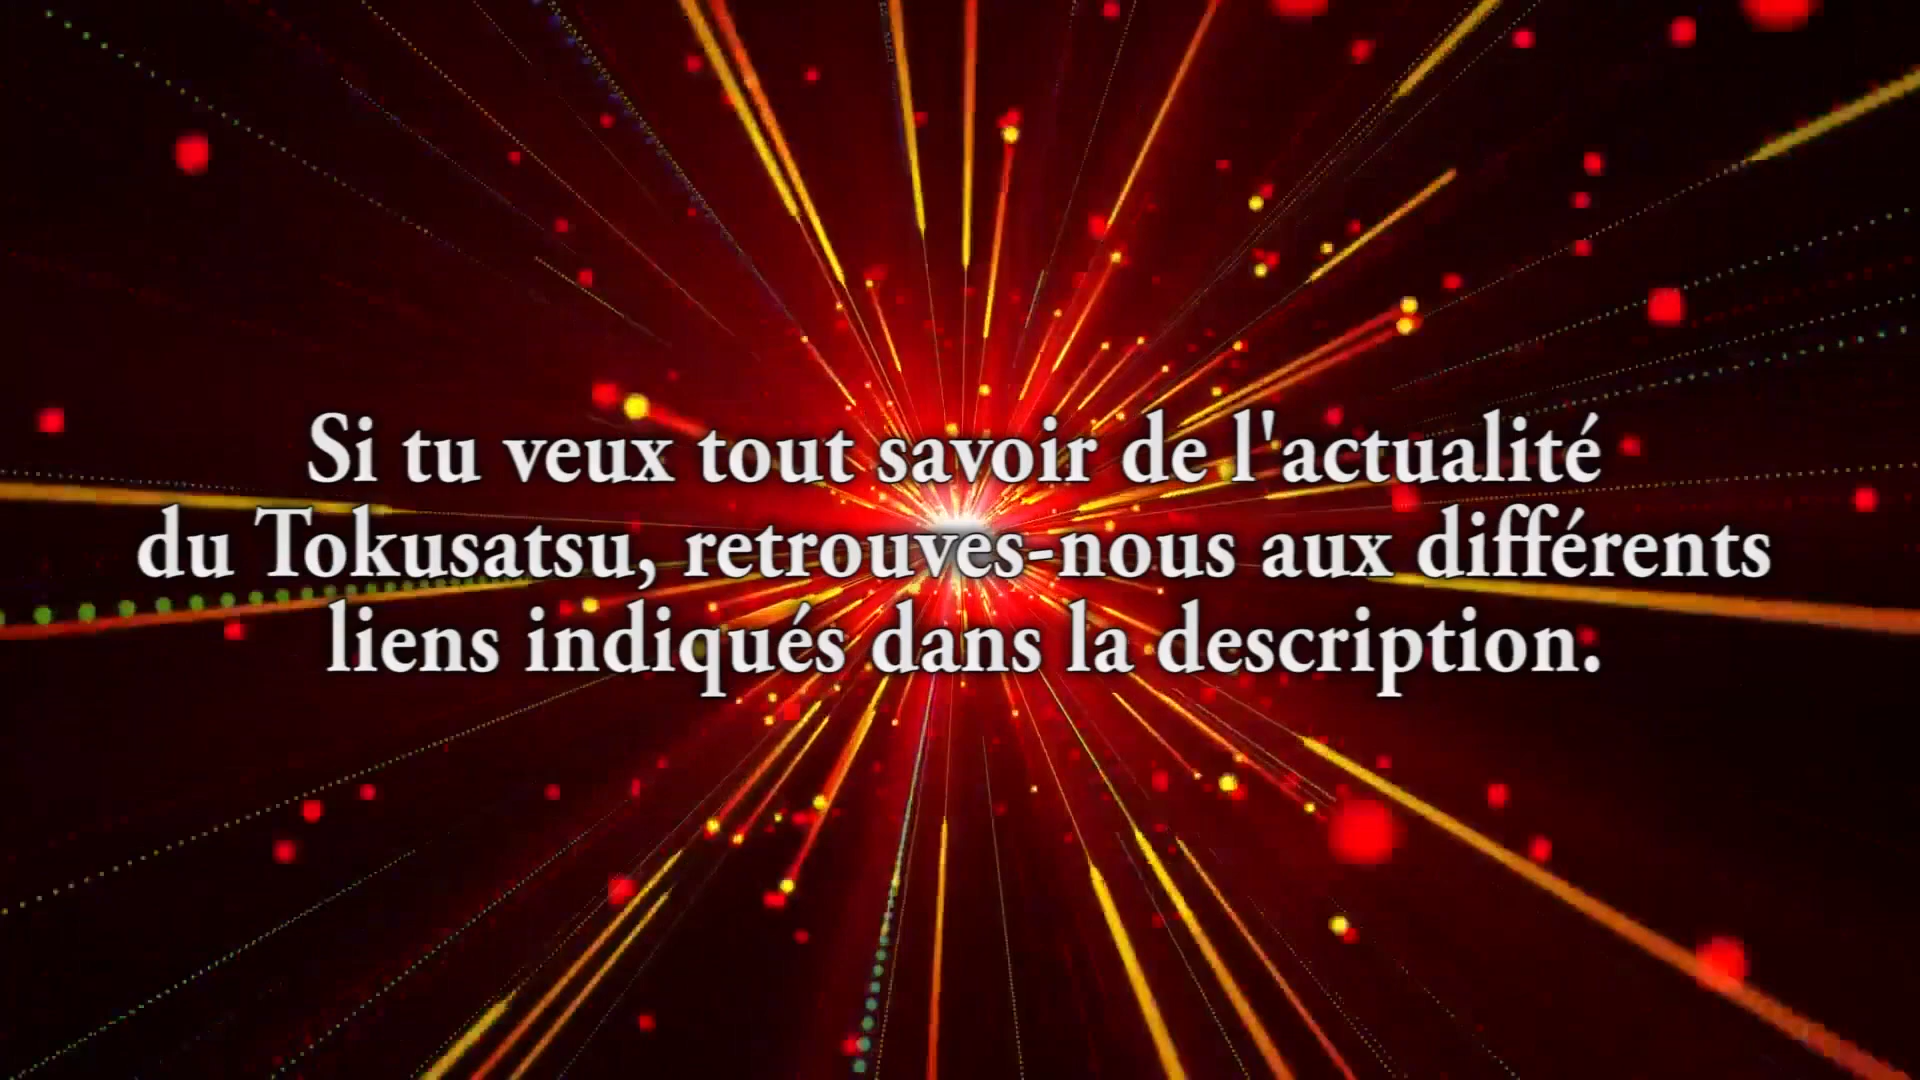 Si tu veux tout savoir de l'actualité
du Tokusatsu, retrouves-nous aux différents
liens indiqués dans la description.